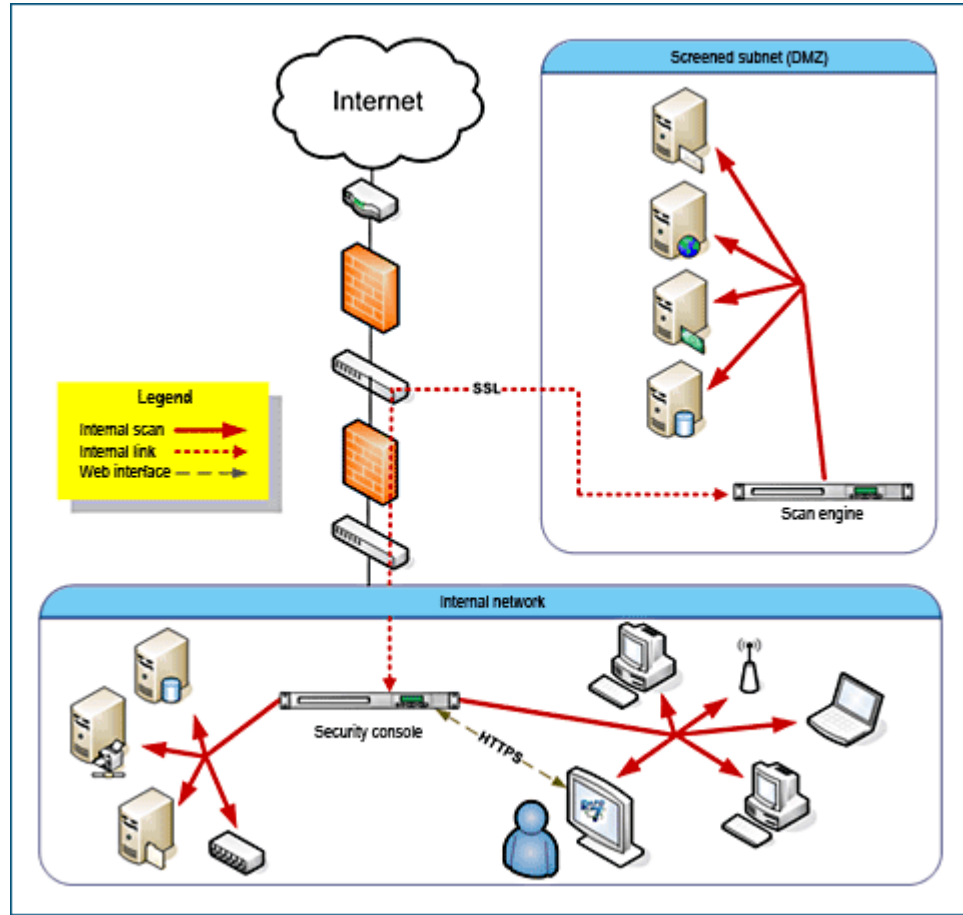 Internet
Screened subnet (DMZ)
SSL
Legend
Internal scan
Internal link
Web interface
Scan engine
Internal network
Security console
HTTPS